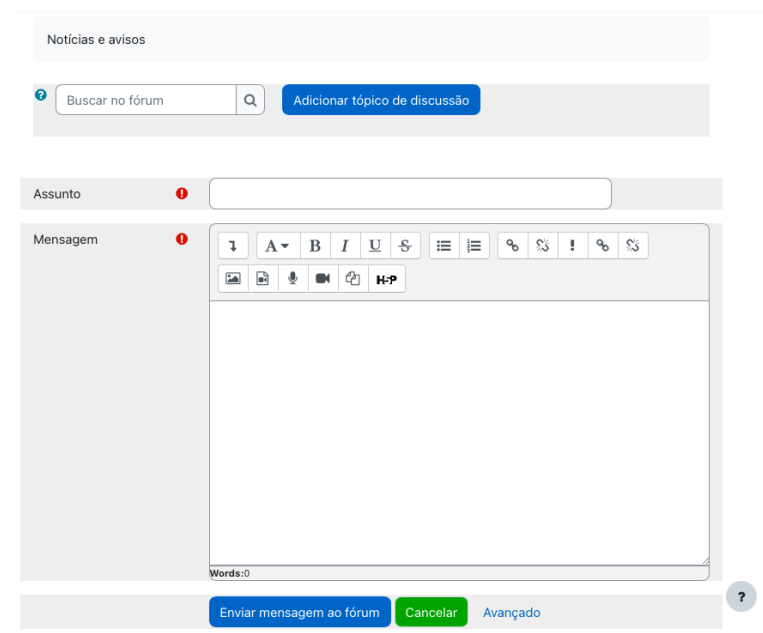 Notícias e avisos
? Buscar no fórum Adicionar tópico de discussão
Assunto !
Mensagem !
A B I U S !
H-P
Words:0
Enviar mensagem ao fórum Cancelar Avançado
?